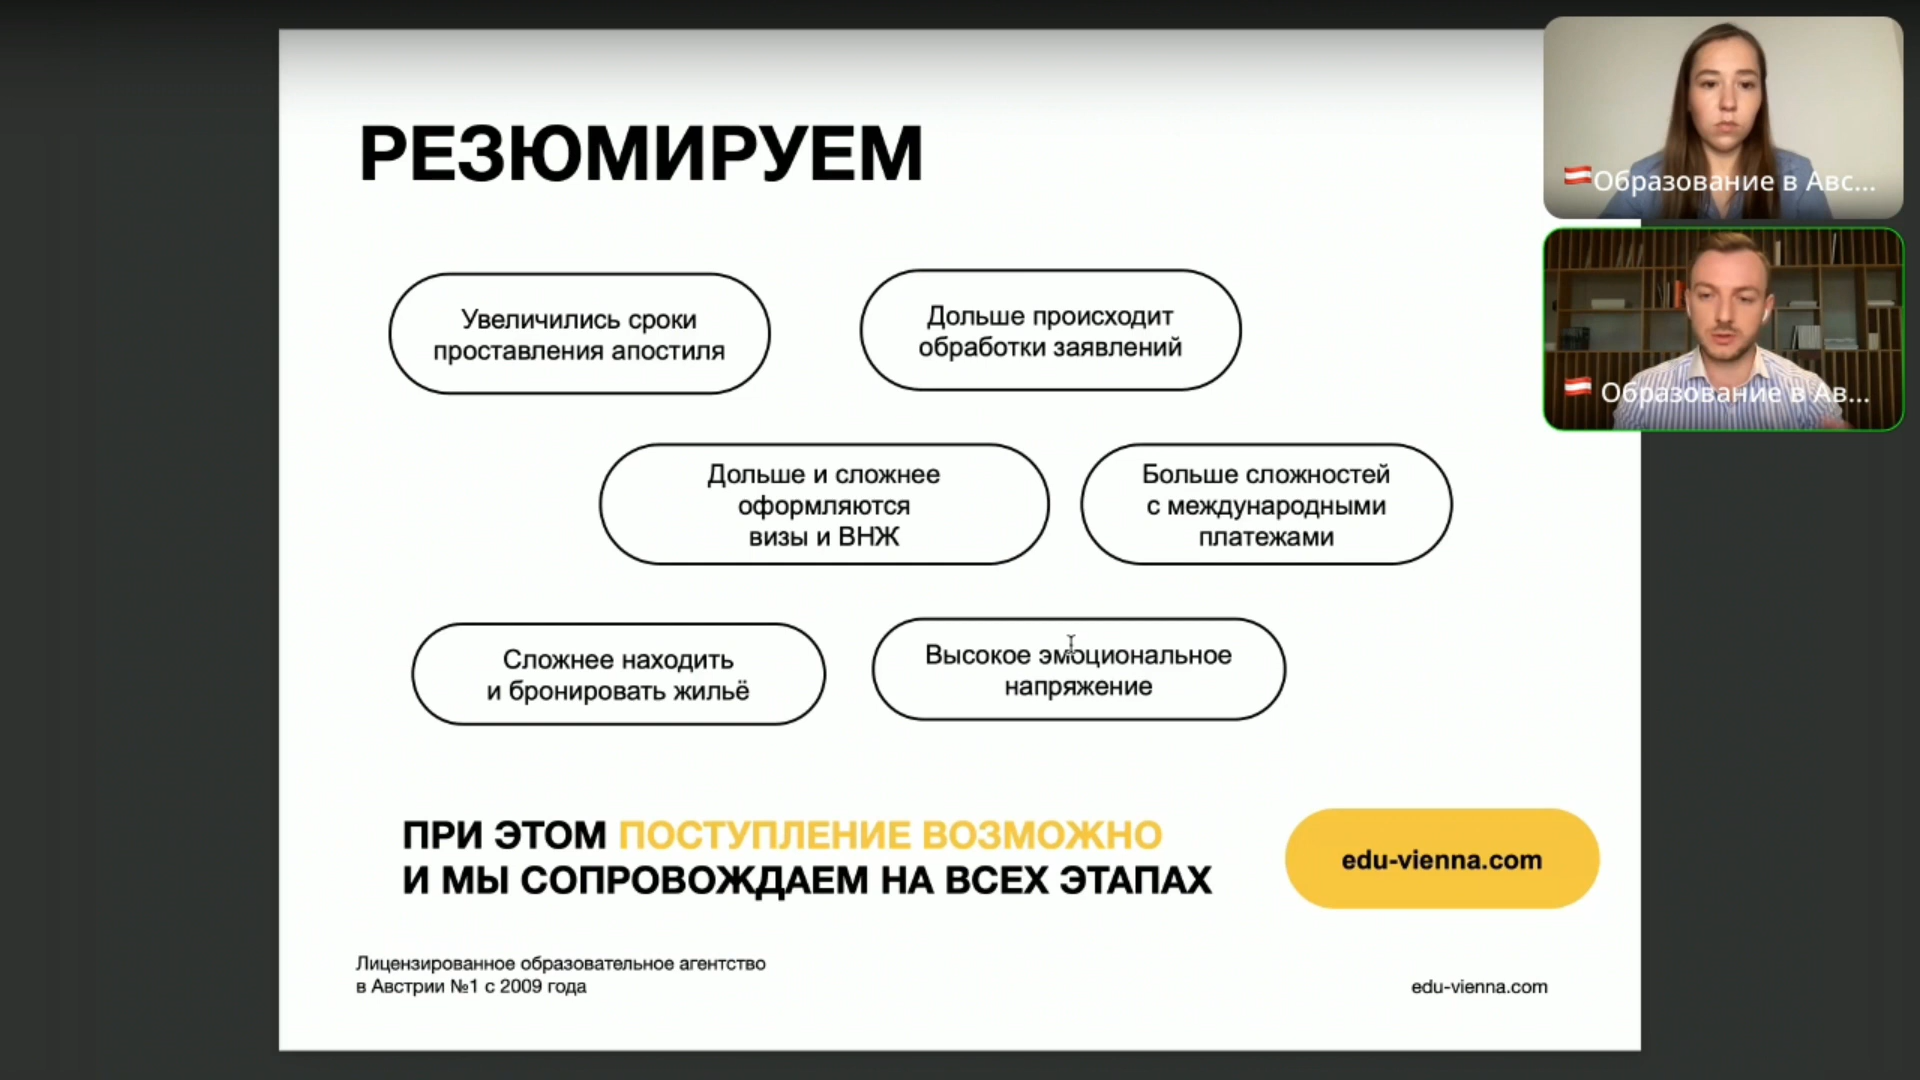 РЕЗЮМИРУЕМ
Увеличились сроки
проставления апостиля
Дольше происходит
обработки заявлений
Дольше и сложнее
оформляются
визы и ВНЖ
Больше сложностей
с международными
платежами
Сложнее находить
и бронировать жильё
Высокое эмоциональное
напряжение
ПРИ ЭТОМ ПОСТУПЛЕНИЕ ВОЗМОЖНО
И МЫ СОПРОВОЖДАЕМ НА ВСЕХ ЭТАПАХ
edu-vienna.com
Лицензированное образовательное агентство
в Австрии №1 с 2009 года
edu-vienna.com
Образование в Авс...
Образование в Ав...